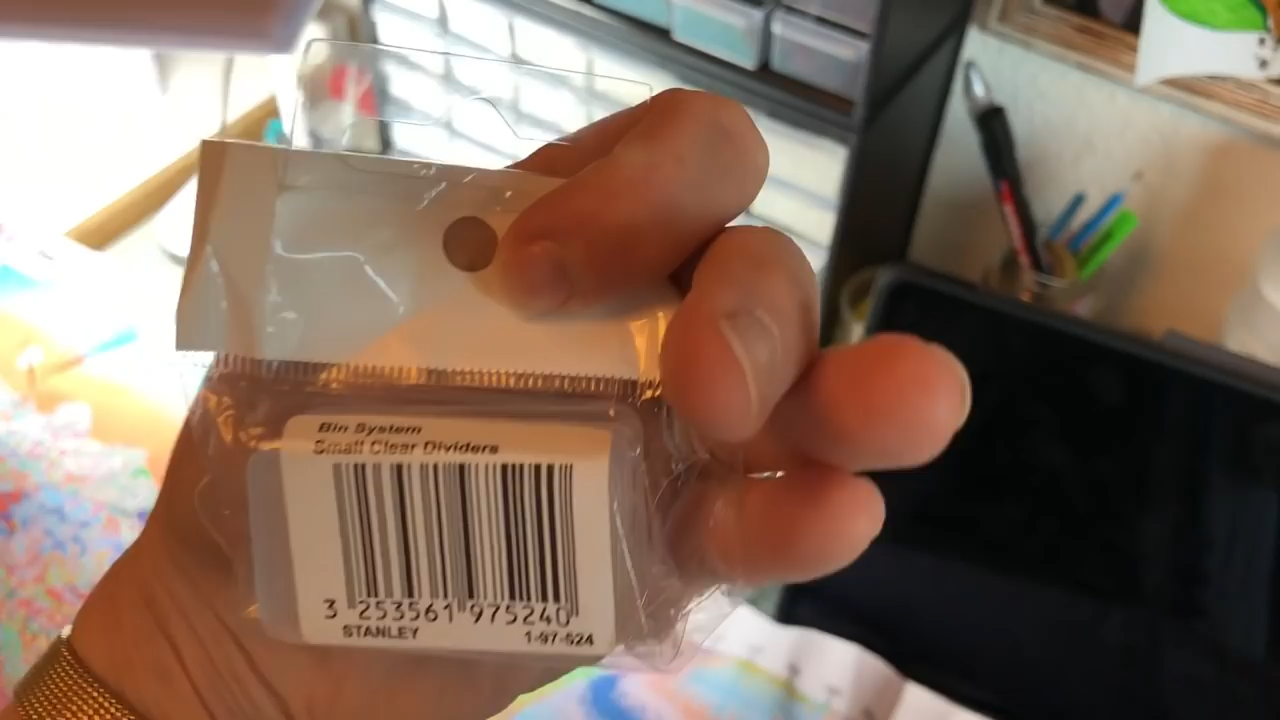 Bin System
Small Clear Dividers
3 253561 975240
STANLEY
1-97-524